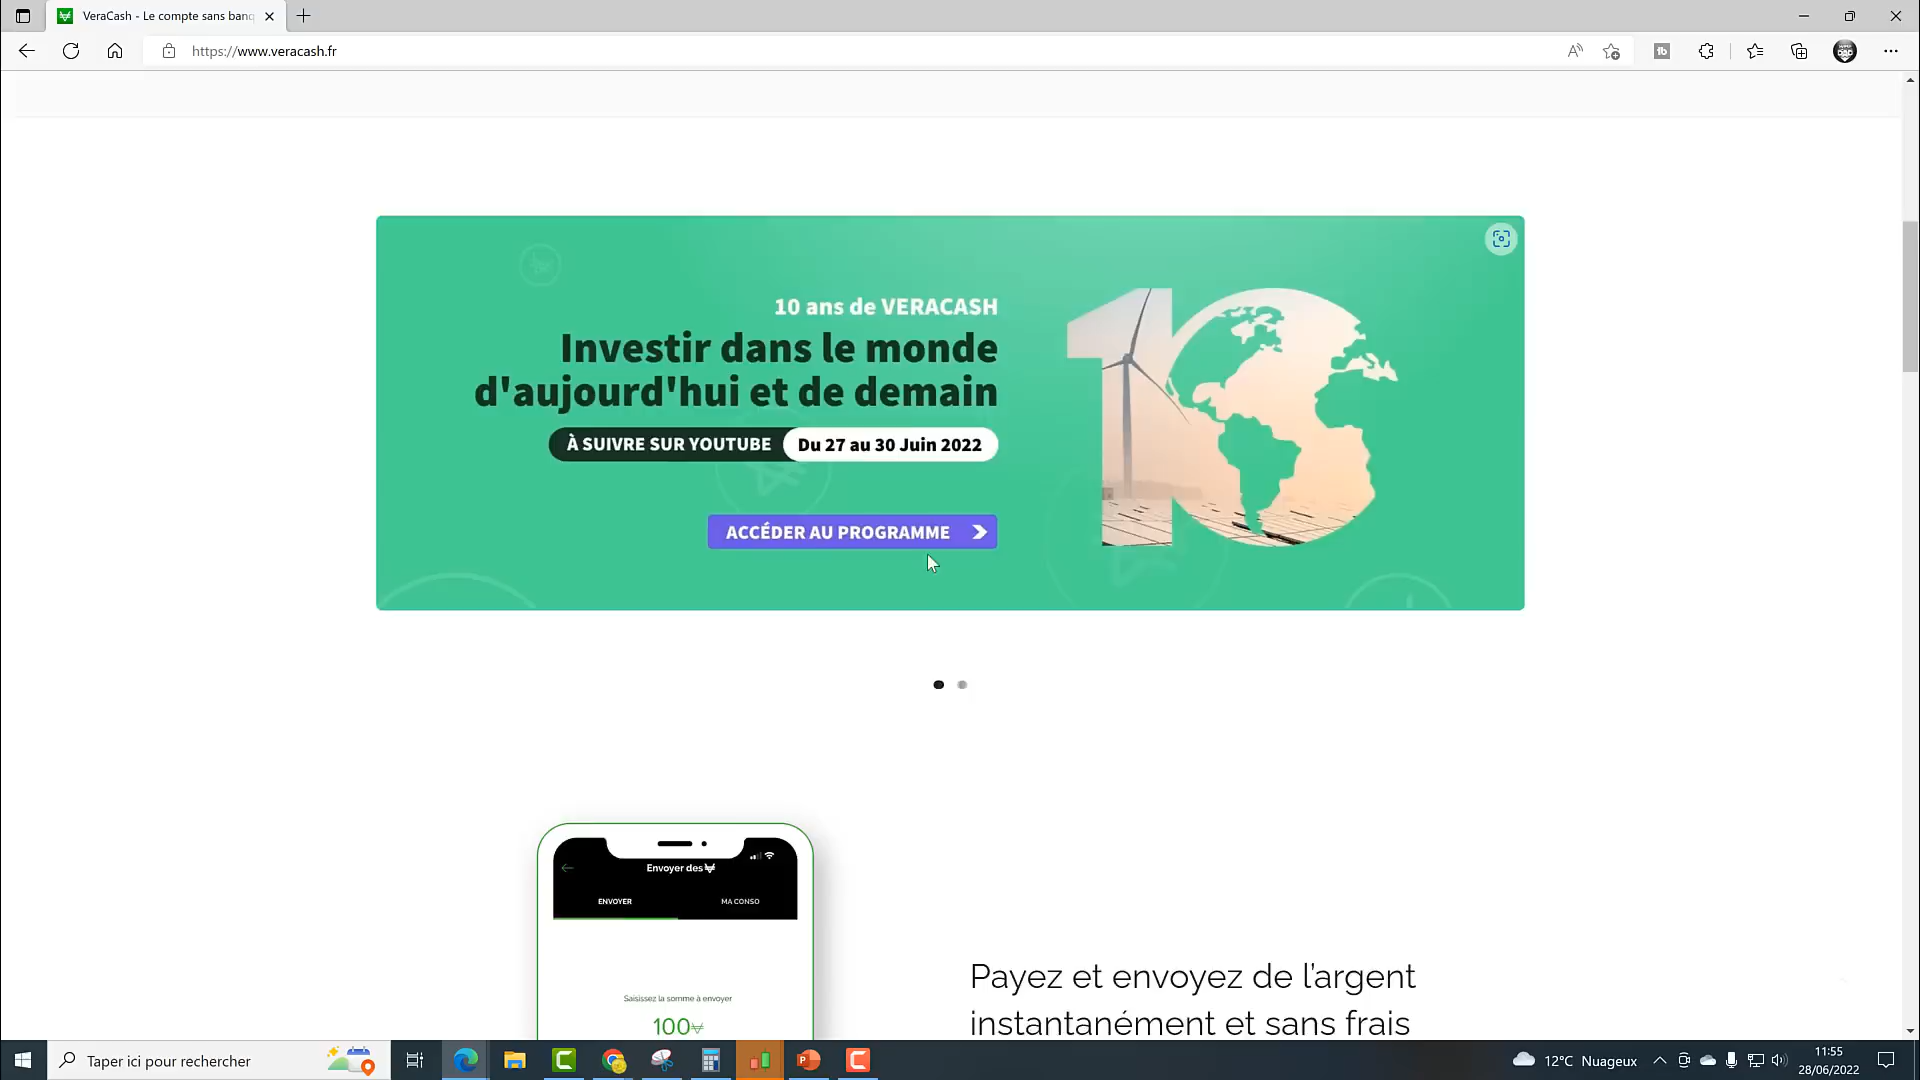 VeraCash - Le compte sans banq
https://www.veracash.fr
10 ans de VERACASH
Investir dans le monde
d'aujourd'hui et de demain
À SUIVRE SUR YOUTUBE Du 27 au 30 Juin 2022
ACCÉDER AU PROGRAMME
10
Envoyer des
ENVOYER MA CONSO
Saisissez la somme à envoyer
100
Payez et envoyez de l'argent
instantanément et sans frais
Taper ici pour rechercher
12°C Nuageux
11:55
28/06/2022